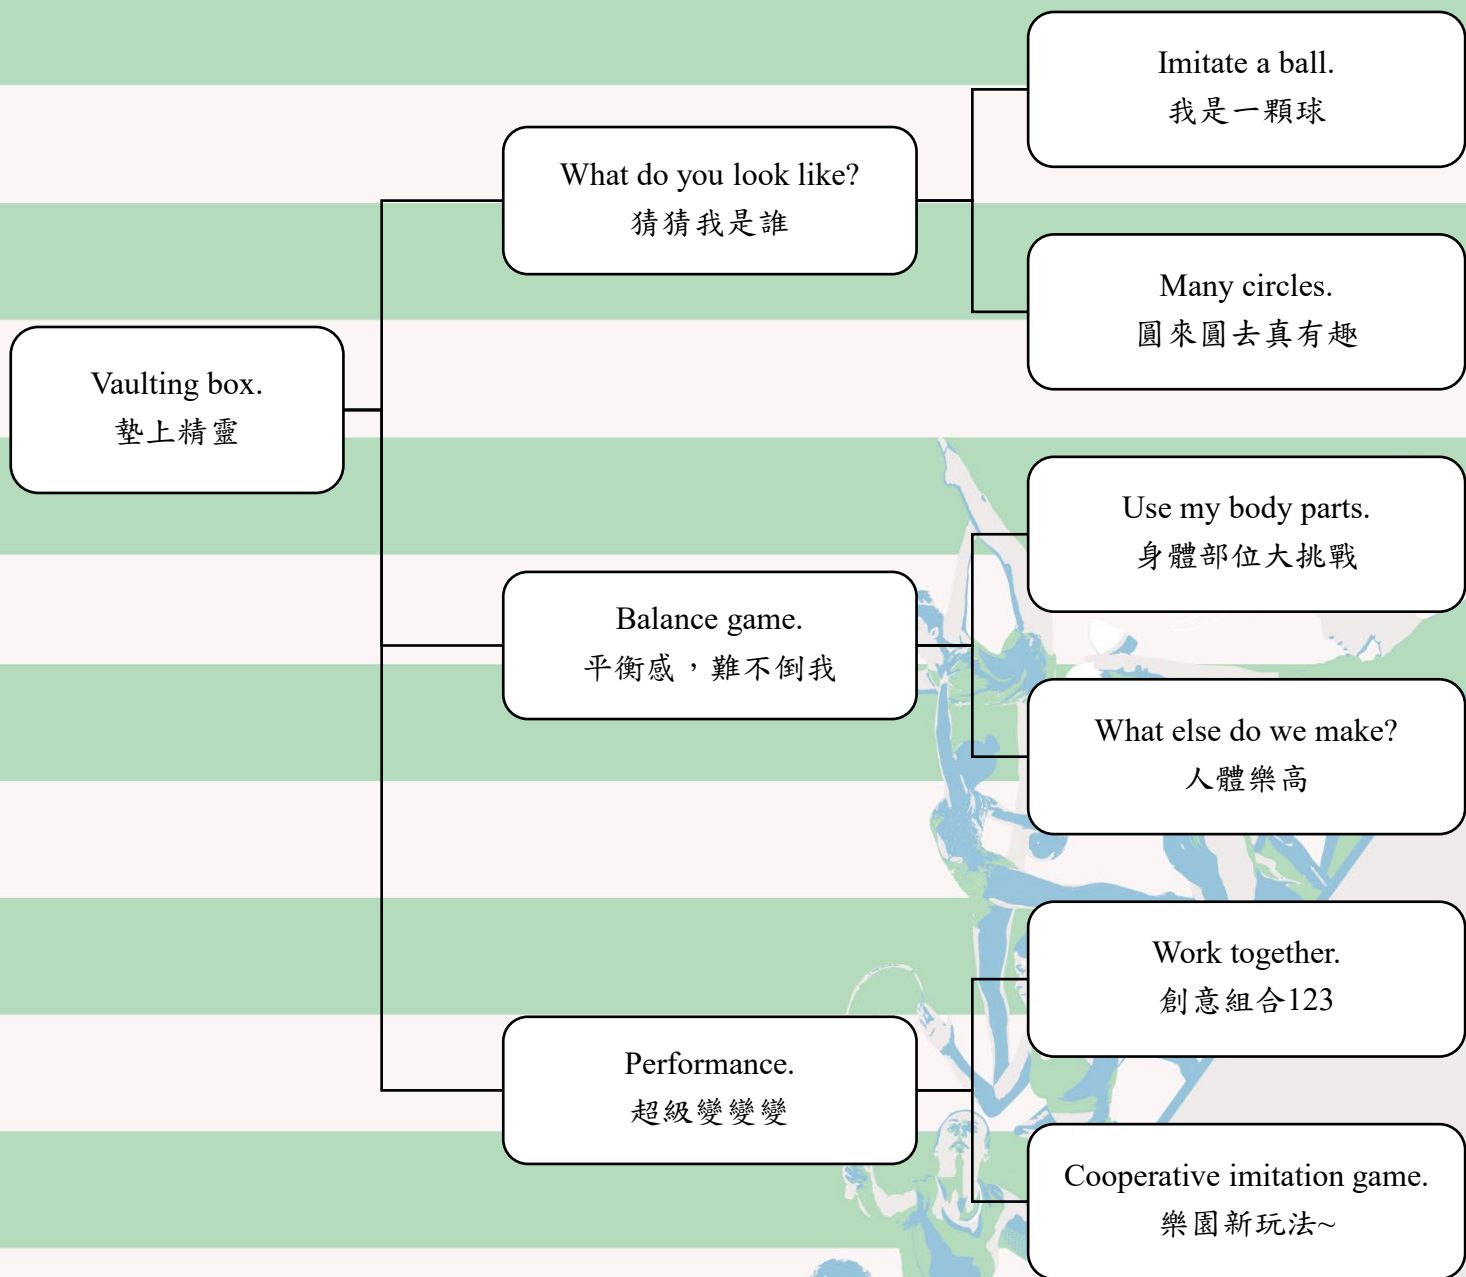 Vaulting box.
墊上精靈
What do you look like?
猜猜我是誰
Imitate a ball.
我是一顆球
Many circles.
圓來圓去真有趣
Balance game.
平衡感，難不倒我
Use my body parts.
身體部位大挑戰
What else do we make?
人體樂高
Performance.
超級變變變
Work together.
創意組合123
Cooperative imitation game.
樂園新玩法~